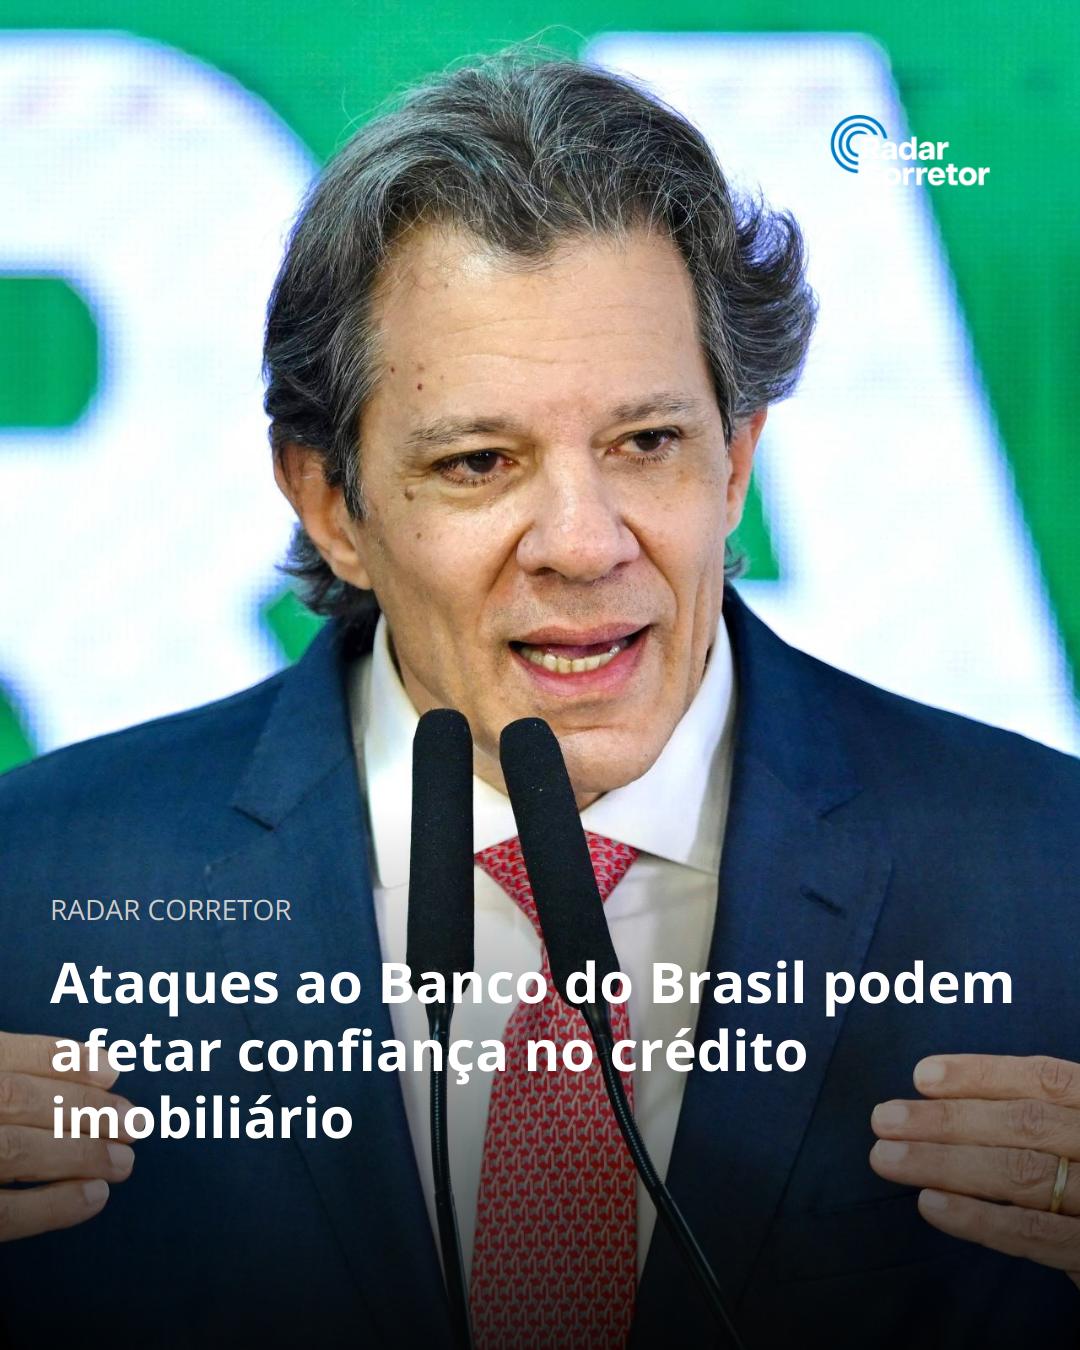 Radar
Corretor
RADAR CORRETOR
Ataques ao Banco do Brasil podem
afetar confiança no crédito
imobiliário